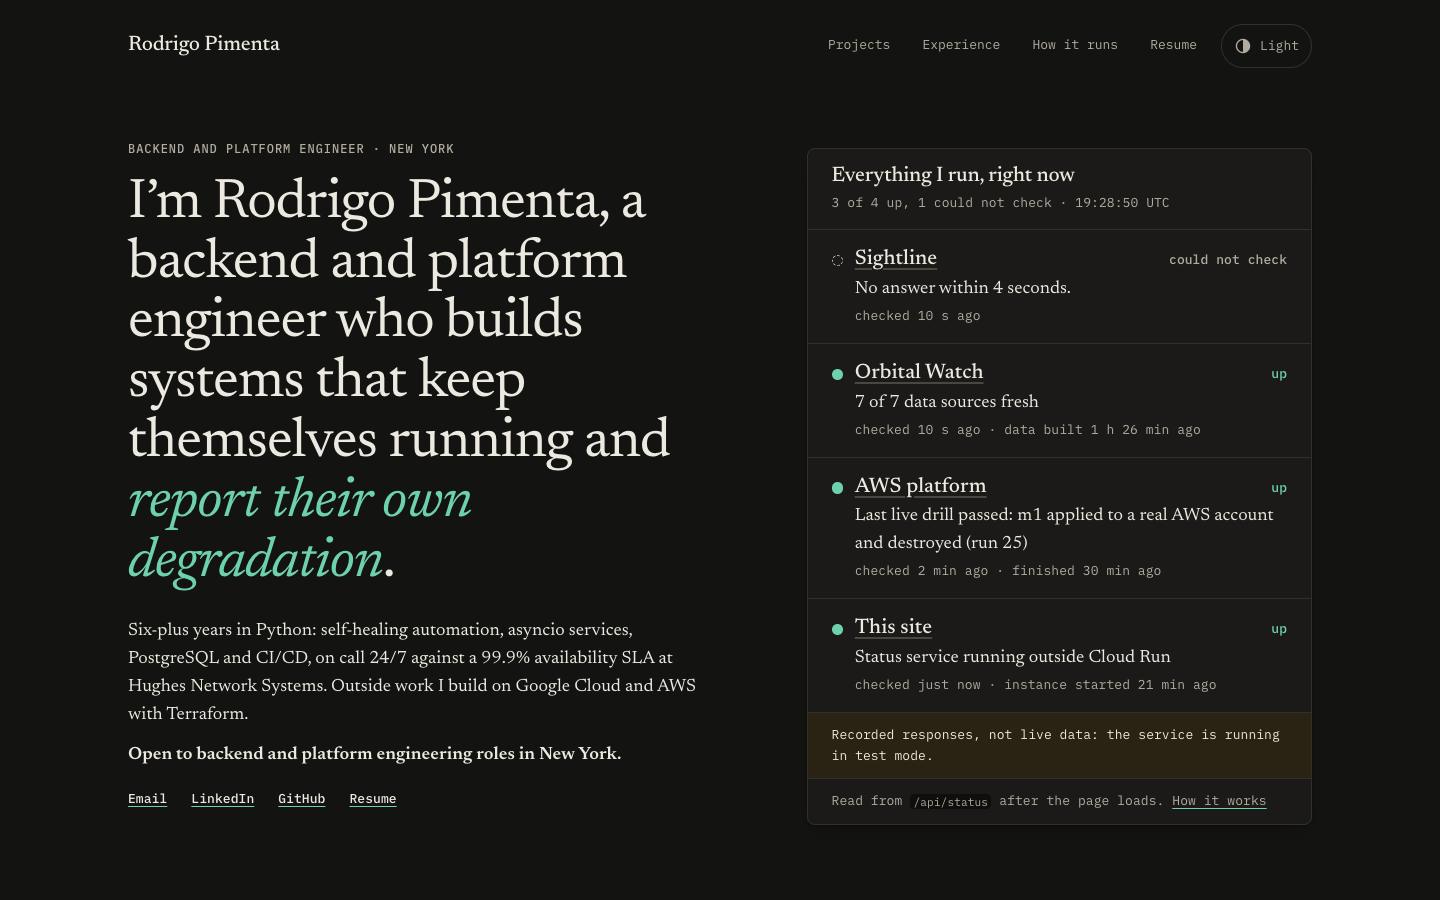 Rodrigo Pimenta
Projects
Experience
How it runs
Resume
Light
BACKEND AND PLATFORM ENGINEER · NEW YORK
I’m Rodrigo Pimenta, a
backend and platform
engineer who builds
systems that keep
themselves running and
report their own
degradation.
Six-plus years in Python: self-healing automation, asyncio services,
PostgreSQL and CI/CD, on call 24/7 against a 99.9% availability SLA at
Hughes Network Systems. Outside work I build on Google Cloud and AWS
with Terraform.
Open to backend and platform engineering roles in New York.
Email
LinkedIn
GitHub
Resume
Everything I run, right now
3 of 4 up, 1 could not check · 19:28:50 UTC
Sightline
could not check
No answer within 4 seconds.
checked 10 s ago
Orbital Watch
up
7 of 7 data sources fresh
checked 10 s ago · data built 1 h 26 min ago
AWS platform
up
Last live drill passed: m1 applied to a real AWS account
and destroyed (run 25)
checked 2 min ago · finished 30 min ago
This site
up
Status service running outside Cloud Run
checked just now · instance started 21 min ago
Recorded responses, not live data: the service is running
in test mode.
Read from /api/status after the page loads. How it works